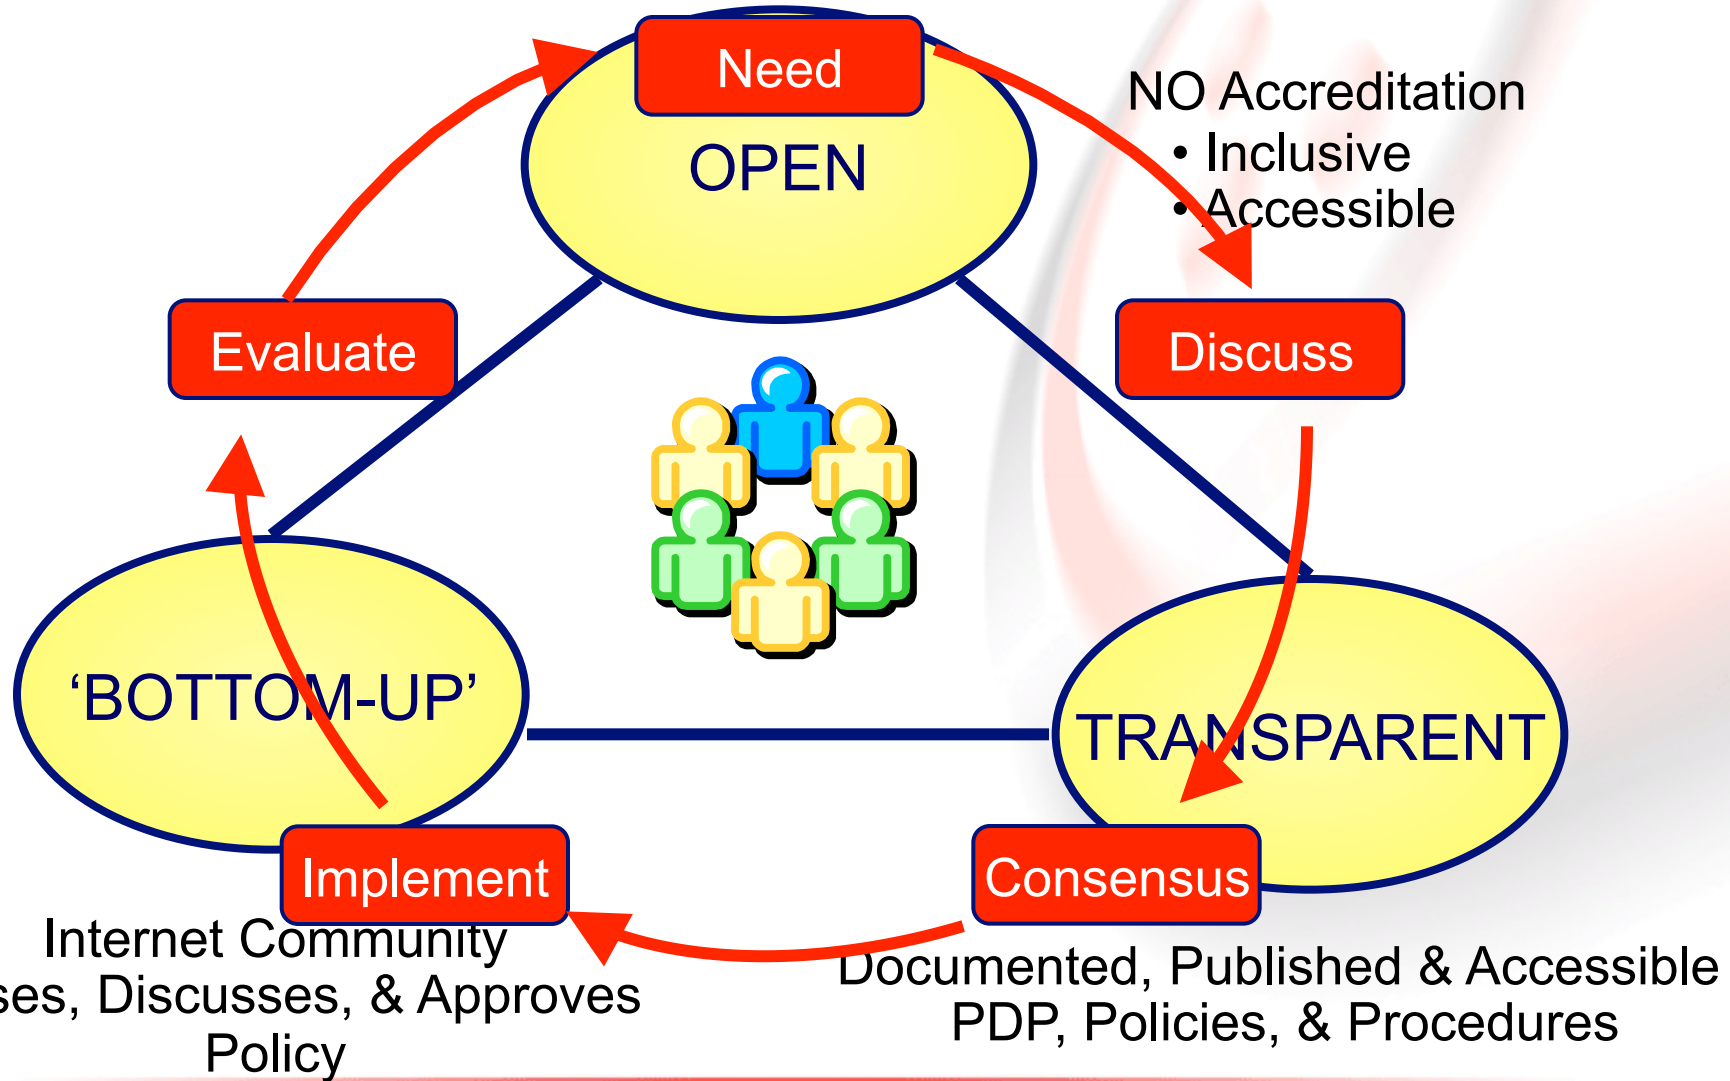 Need
OPEN
NO Accreditation
• Inclusive
• Accessible
Evaluate
Discuss
‘BOTTOM-UP’
TRANSPARENT
Implement
Consensus
Internet Community
Discusses, & Approves
Policy
Documented, Published & Accessible
PDP, Policies, & Procedures